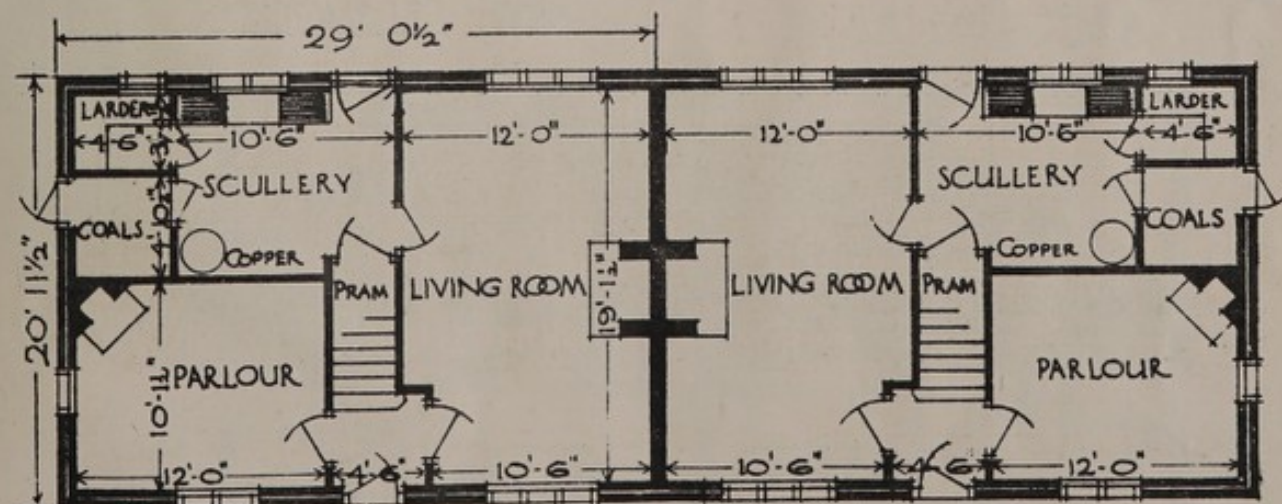 29' 0½"
LARDER
LARDER
4'-6"
10'-6"
12'-0"
12'-0"
10'-6"
4'-6"
SCULLERY
SCULLERY
4'-10½"
COALS
COALS
COPPER
COPPER
20' 11½"
PRAM
LIVING ROOM
19'-1½"
LIVING ROOM
PRAM
PARLOUR
PARLOUR
10'-1½"
12'-0"
4'-6"
10'-6"
10'-6"
4'-6"
12'-0"